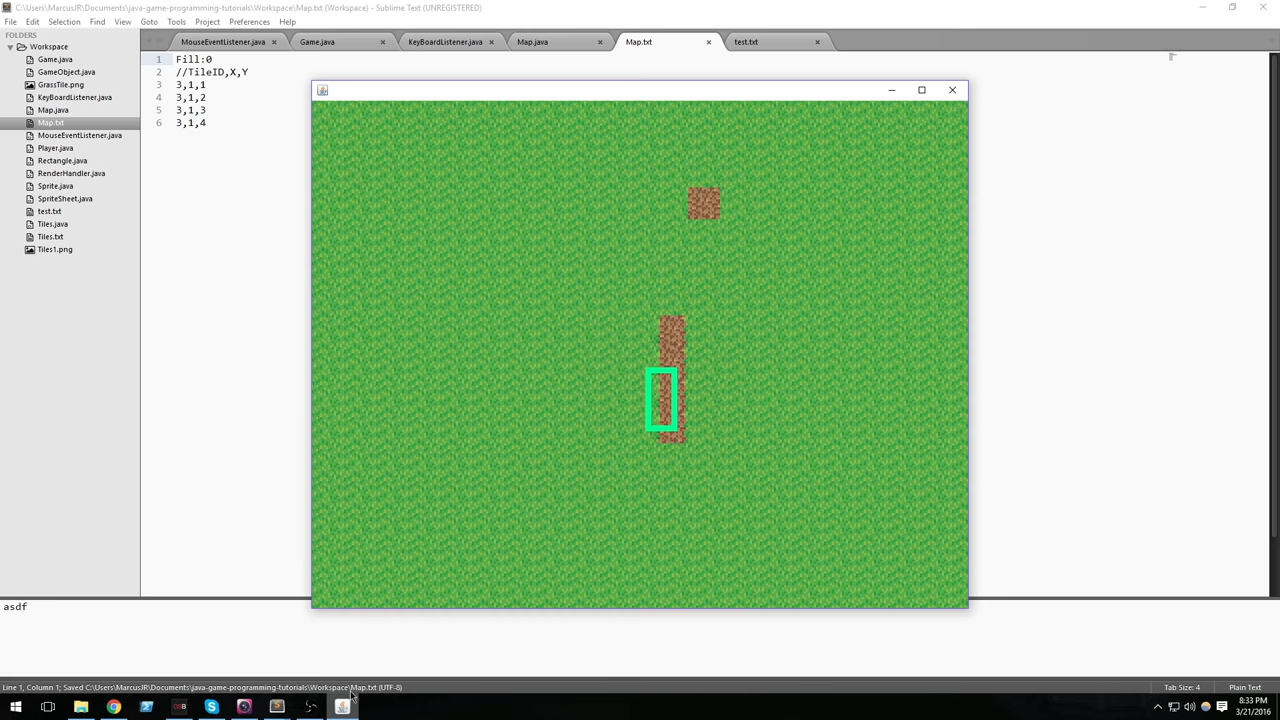 C:\Users\MarcusJR\Documents\java-game-programming-tutorials\Workspace\Map.txt (Workspace) - Sublime Text (UNREGISTERED)
File Edit Selection Find View Goto Tools Project Preferences Help
FOLDERS
Workspace
Game.java
GameObject.java
GrassTile.png
KeyBoardListener.java
Map.java
Map.txt
MouseEventListener.java
Player.java
Rectangle.java
RenderHandler.java
Sprite.java
SpriteSheet.java
test.txt
Tiles.java
Tiles.txt
Tiles1.png
MouseEventListener.java Game.java KeyBoardListener.java Map.java Map.txt test.txt
1 Fill:0
2 //TileID,X,Y
3 3,1,1
4 3,1,2
5 3,1,3
6 3,1,4
asdf
Line 1, Column 1; Saved C:\Users\MarcusJR\Documents\java-game-programming-tutorials\Workspace\Map.txt (UTF-8) Tab Size: 4 Plain Text
8:33 PM
3/21/2016